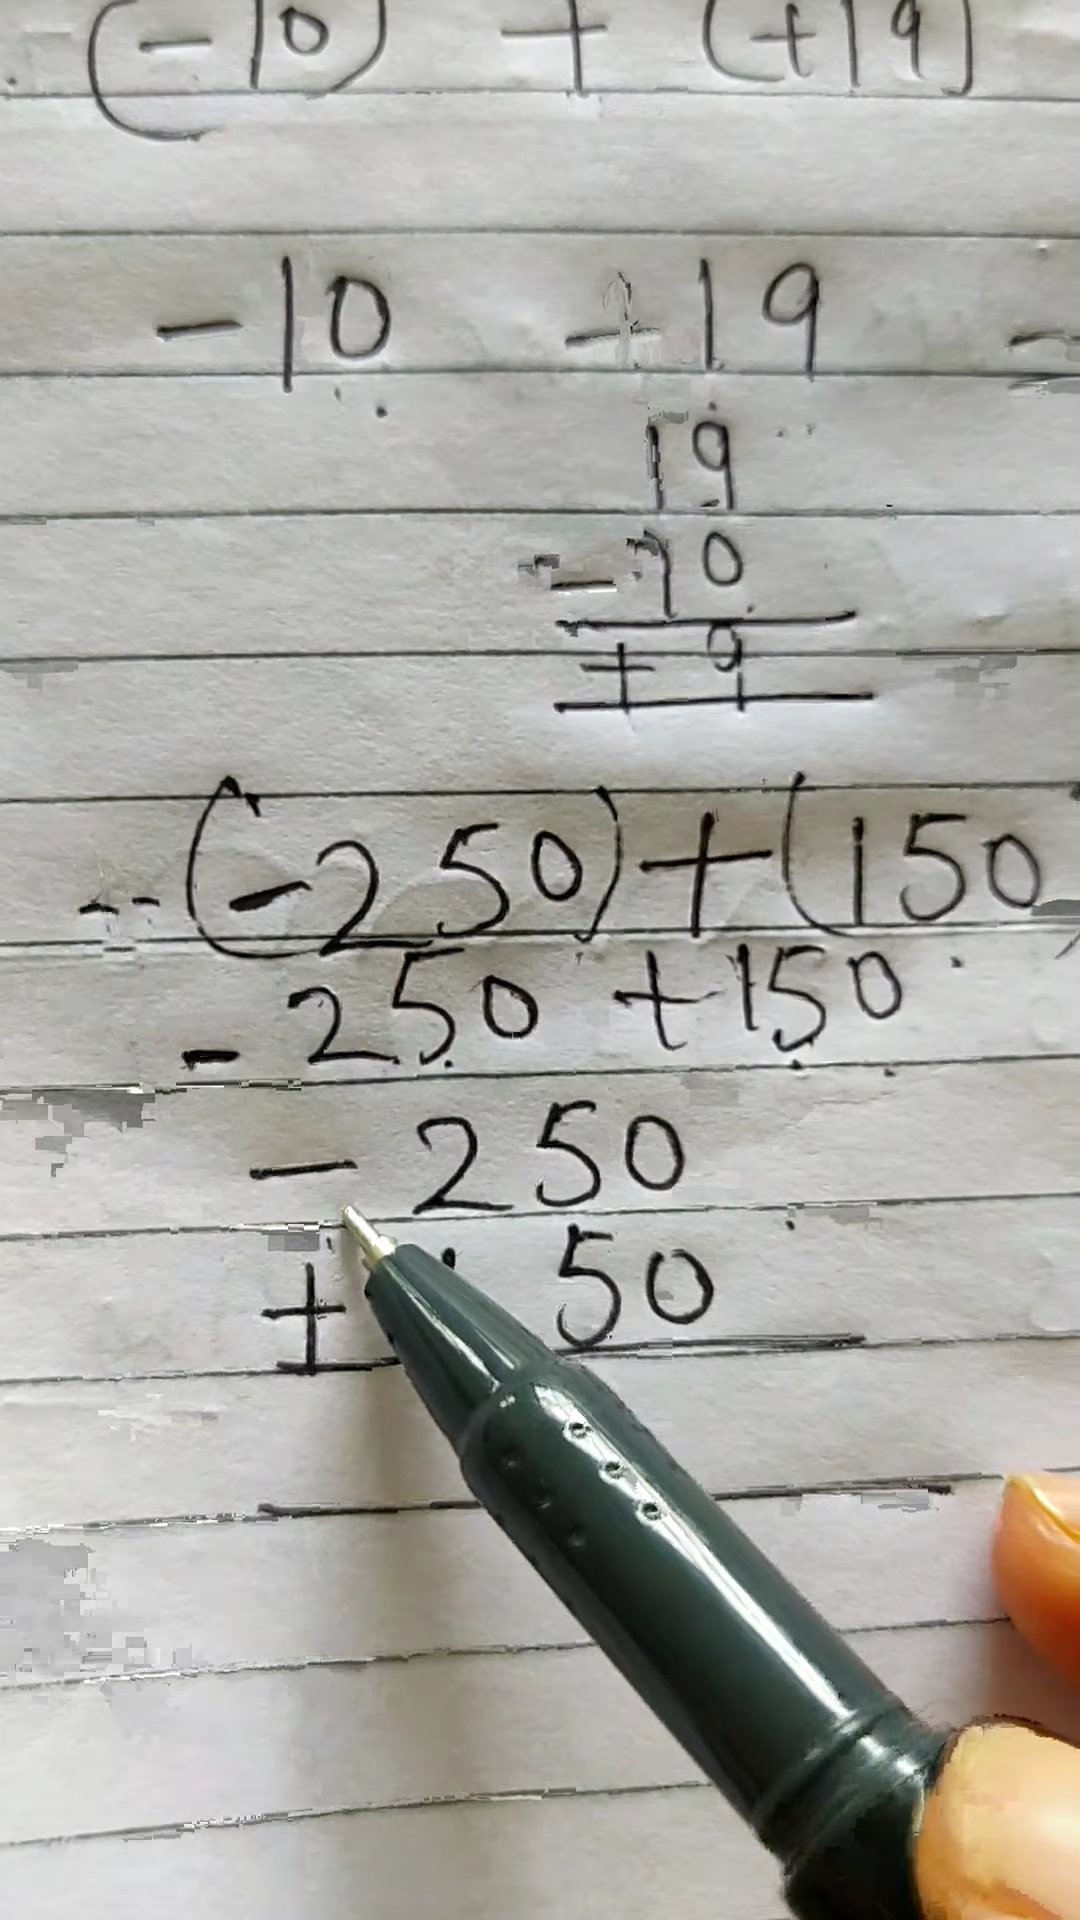 (-10) + (+19)
-10 +19 -
19
- 10
+ 9
-- (-250) + (150
- 250 + 150
- 250
+ 50